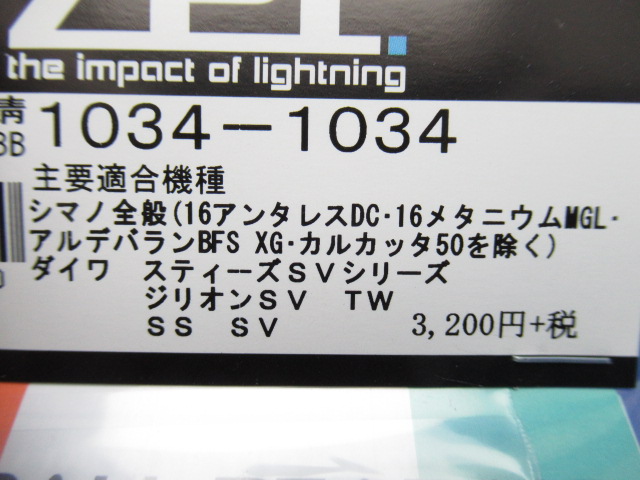 ZPI.
the impact of lightning
1034-1034
主要適合機種
シマノ全般(16アンタレスDC・16メタニウムMGL・
アルデバランBFS XG・カルカッタ50を除く)
ダイワ スティーズSVシリーズ
ジリオンSV TW
SS SV 3,200円+税